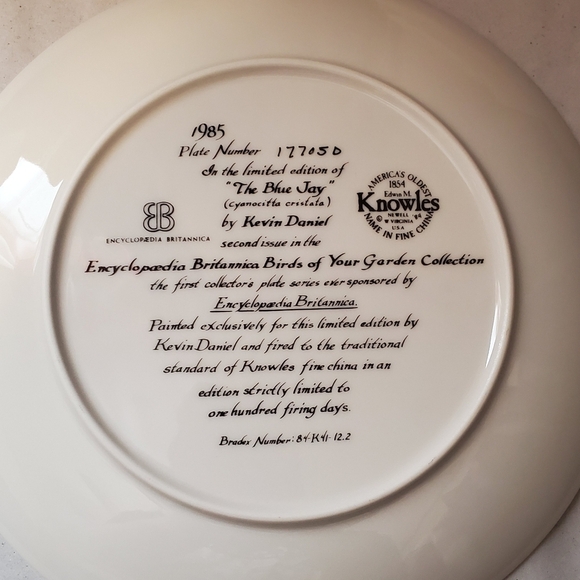 1985
Plate Number 17705D
In the limited edition of
"The Blue Jay"
(cyanocitta cristata)
by Kevin Daniel
second issue in the
Encyclopædia Britannica Birds of Your Garden Collection
the first collector's plate series ever sponsored by
Encyclopædia Britannica.
Painted exclusively for this limited edition by
Kevin Daniel and fired to the traditional
standard of Knowles fine china in an
edition strictly limited to
one hundred firing days.
Bradex Number: 84-K41-12.2
EB
ENCYCLOPÆDIA BRITANNICA
AMERICA'S OLDEST
1854
Edwin M.
Knowles
NEWELL
© W VIRGINIA '84
U S A
NAME IN FINE CHINA